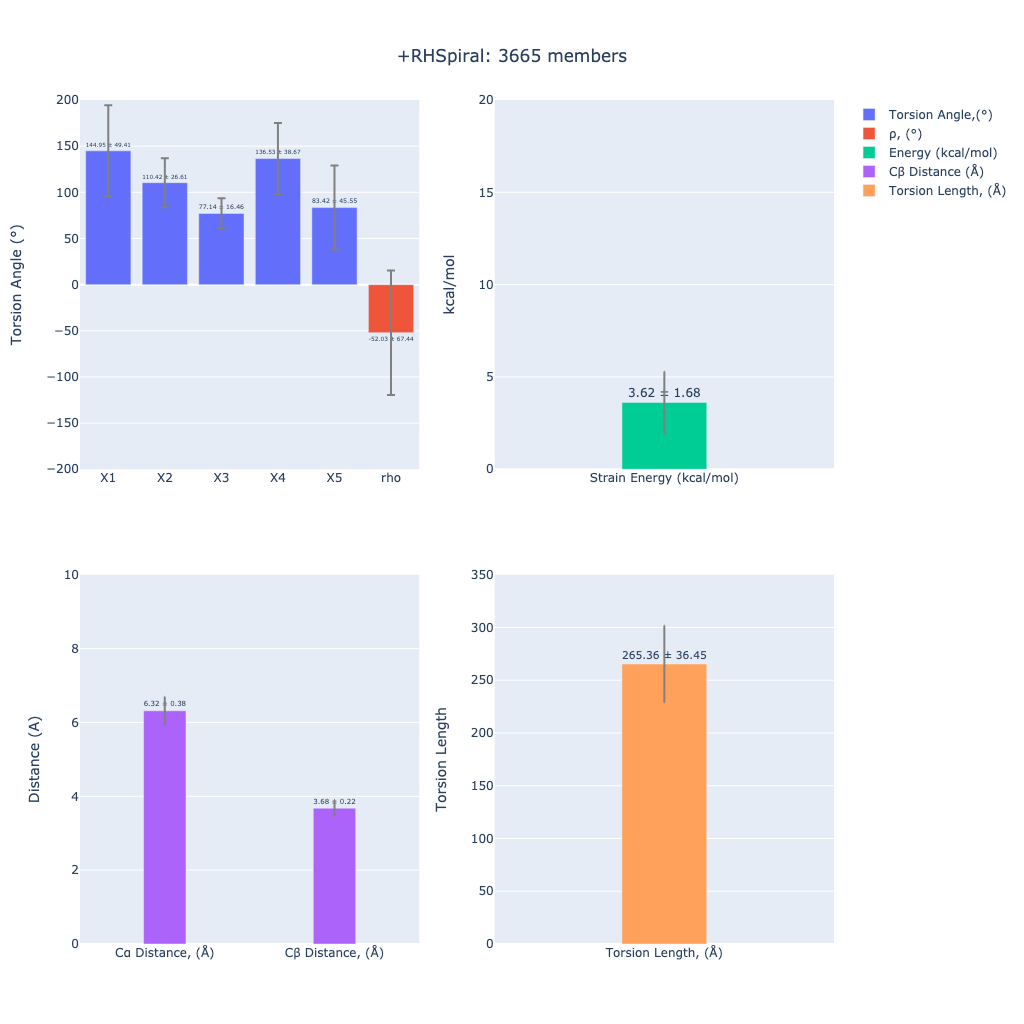 +RHSpiral: 3665 members
Torsion Angle (°)
200
150
100
50
0
−50
−100
−150
−200
144.95 ± 49.41
110.42 ± 26.61
77.14 ± 16.46
136.53 ± 38.67
83.42 ± 45.55
-52.03 ± 67.44
X1
X2
X3
X4
X5
rho
kcal/mol
20
15
10
5
0
3.62 ± 1.68
Strain Energy (kcal/mol)
Torsion Angle,(°)
ρ, (°)
Energy (kcal/mol)
Cβ Distance (Å)
Torsion Length, (Å)
Distance (A)
10
8
6
4
2
0
6.32 ± 0.38
3.68 ± 0.22
Cα Distance, (Å)
Cβ Distance, (Å)
Torsion Length
350
300
250
200
150
100
50
0
265.36 ± 36.45
Torsion Length, (Å)